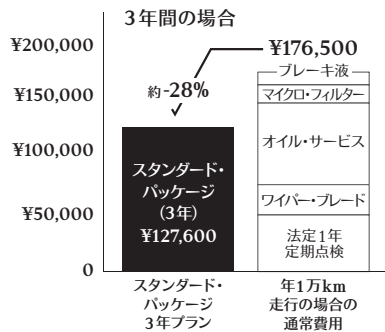 3年間の場合
¥200,000
¥176,500
ブレーキ液
約-28%
¥150,000
マイクロ・フィルター
オイル・サービス
¥100,000
スタンダード・
パッケージ
(3年)
¥127,600
ワイパー・ブレード
¥50,000
法定1年
定期点検
0
スタンダード・
パッケージ
3年プラン
年1万km
走行の場合の
通常費用